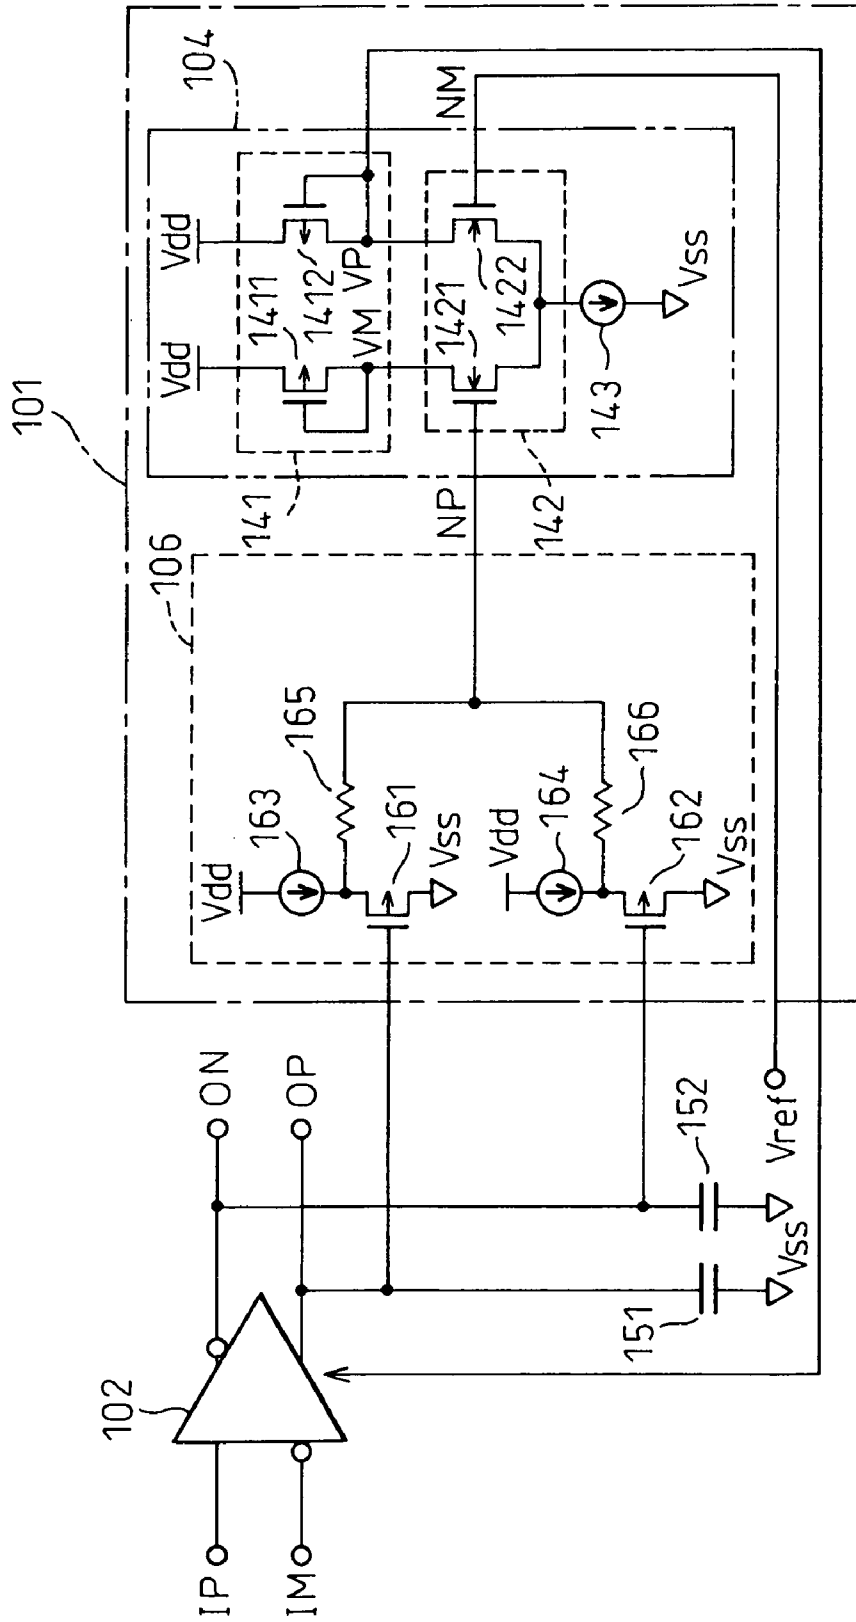 101
104
106
Vdd
Vdd
1411
1412
VM
VP
141
NP
NM
1421
1422
142
143
Vss
Vdd
163
165
161
Vss
Vdd
164
166
162
Vss
102
IP
IM
ON
OP
151
152
Vss
Vref